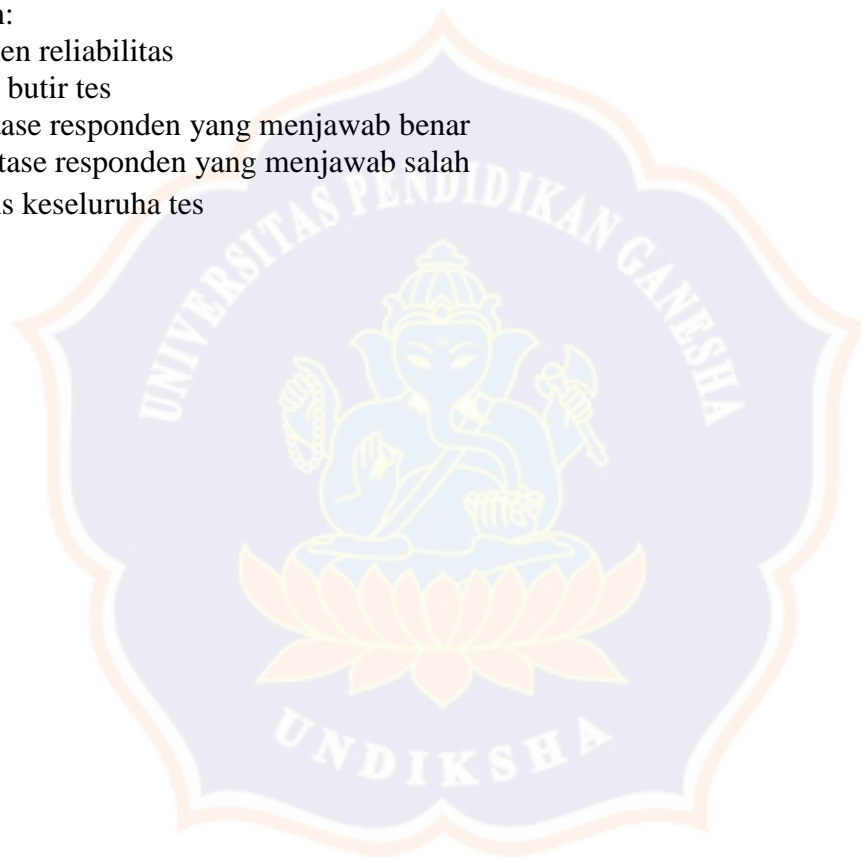 n:
en reliabilitas
butir tes
tase responden yang menjawab benar
tase responden yang menjawab salah
s keseluruha tes
UNIVERSITAS PENDIDIKAN GANESHA
UNDIKSHA